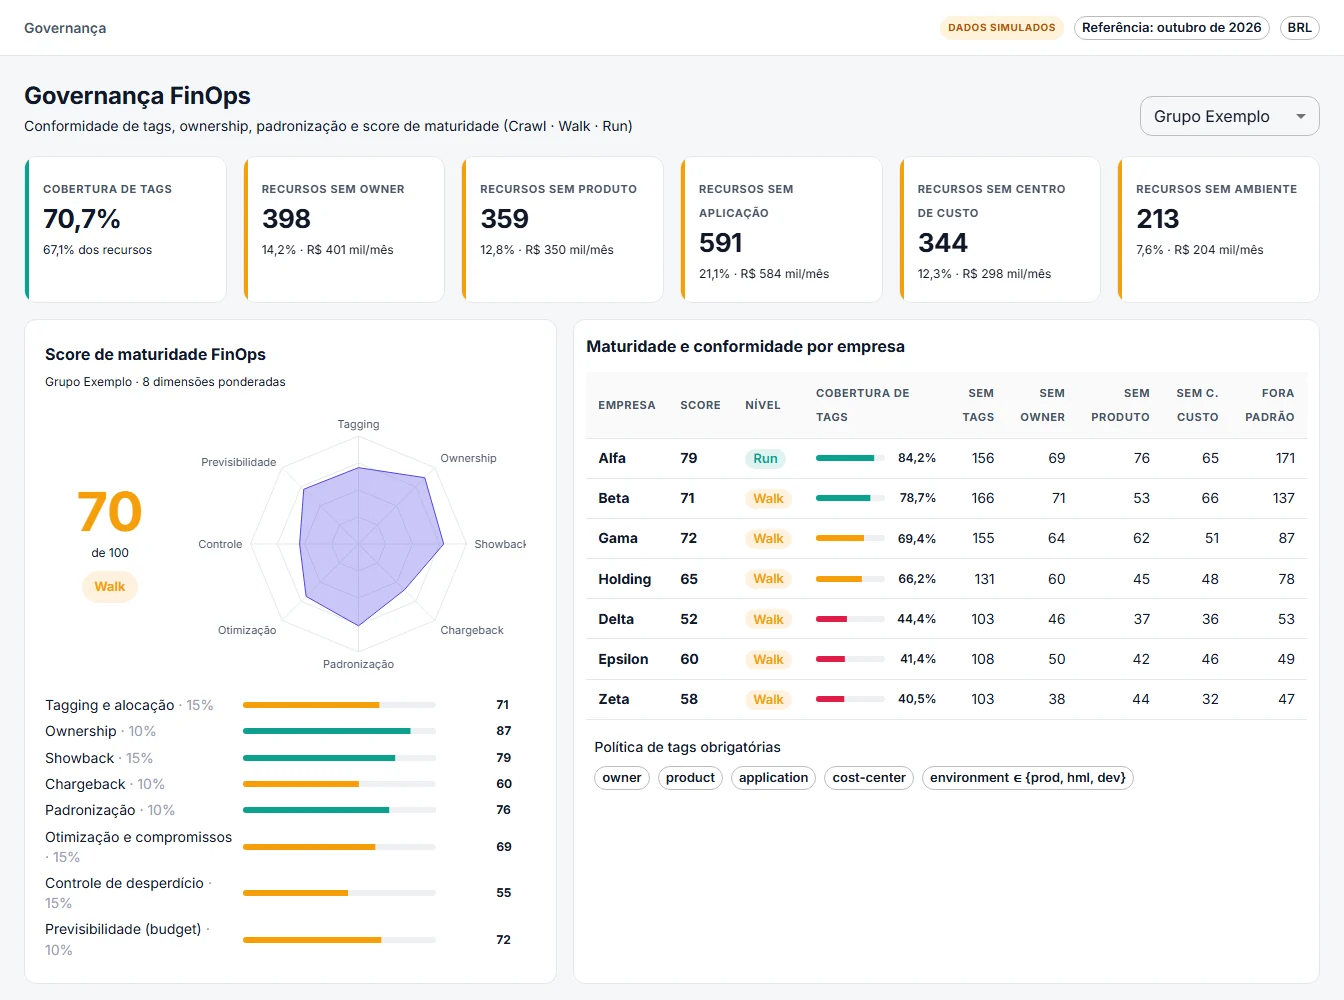 Governança
DADOS SIMULADOS
Referência: outubro de 2026
BRL
Governança FinOps
Conformidade de tags, ownership, padronização e score de maturidade (Crawl · Walk · Run)
Grupo Exemplo
COBERTURA DE TAGS
70,7%
67,1% dos recursos
RECURSOS SEM OWNER
398
14,2% · R$ 401 mil/mês
RECURSOS SEM PRODUTO
359
12,8% · R$ 350 mil/mês
RECURSOS SEM
APLICAÇÃO
591
21,1% · R$ 584 mil/mês
RECURSOS SEM CENTRO
DE CUSTO
344
12,3% · R$ 298 mil/mês
RECURSOS SEM AMBIENTE
213
7,6% · R$ 204 mil/mês
Score de maturidade FinOps
Grupo Exemplo · 8 dimensões ponderadas
70
de 100
Walk
Tagging
Ownership
Showback
Chargeback
Padronização
Otimização
Controle
Previsibilidade
Tagging e alocação · 15% 71
Ownership · 10% 87
Showback · 15% 79
Chargeback · 10% 60
Padronização · 10% 76
Otimização e compromissos
· 15% 69
Controle de desperdício ·
15% 55
Previsibilidade (budget) ·
10% 72
Maturidade e conformidade por empresa
EMPRESA SCORE NÍVEL COBERTURA DE TAGS SEM TAGS SEM OWNER SEM PRODUTO SEM C. CUSTO FORA PADRÃO
Alfa 79 Run 84,2% 156 69 76 65 171
Beta 71 Walk 78,7% 166 71 53 66 137
Gama 72 Walk 69,4% 155 64 62 51 87
Holding 65 Walk 66,2% 131 60 45 48 78
Delta 52 Walk 44,4% 103 46 37 36 53
Epsilon 60 Walk 41,4% 108 50 42 46 49
Zeta 58 Walk 40,5% 103 38 44 32 47
Política de tags obrigatórias
owner
product
application
cost-center
environment ∈ {prod, hml, dev}